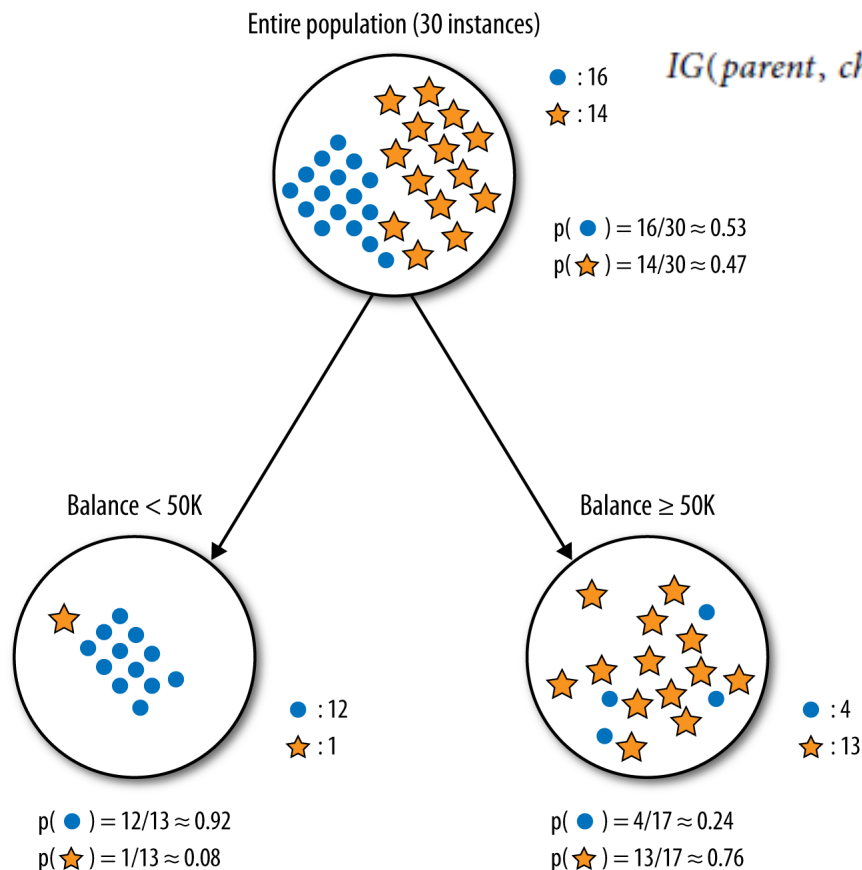 Entire population (30 instances)
: 16
IG(parent,
: 14
p( ) = 16/30 ≈ 0.53
p( ) = 14/30 ≈ 0.47
Balance < 50K
Balance ≥ 50K
: 12
: 1
: 4
: 13
p( ) = 12/13 ≈ 0.92
p( ) = 1/13 ≈ 0.08
p( ) = 4/17 ≈ 0.24
p( ) = 13/17 ≈ 0.76